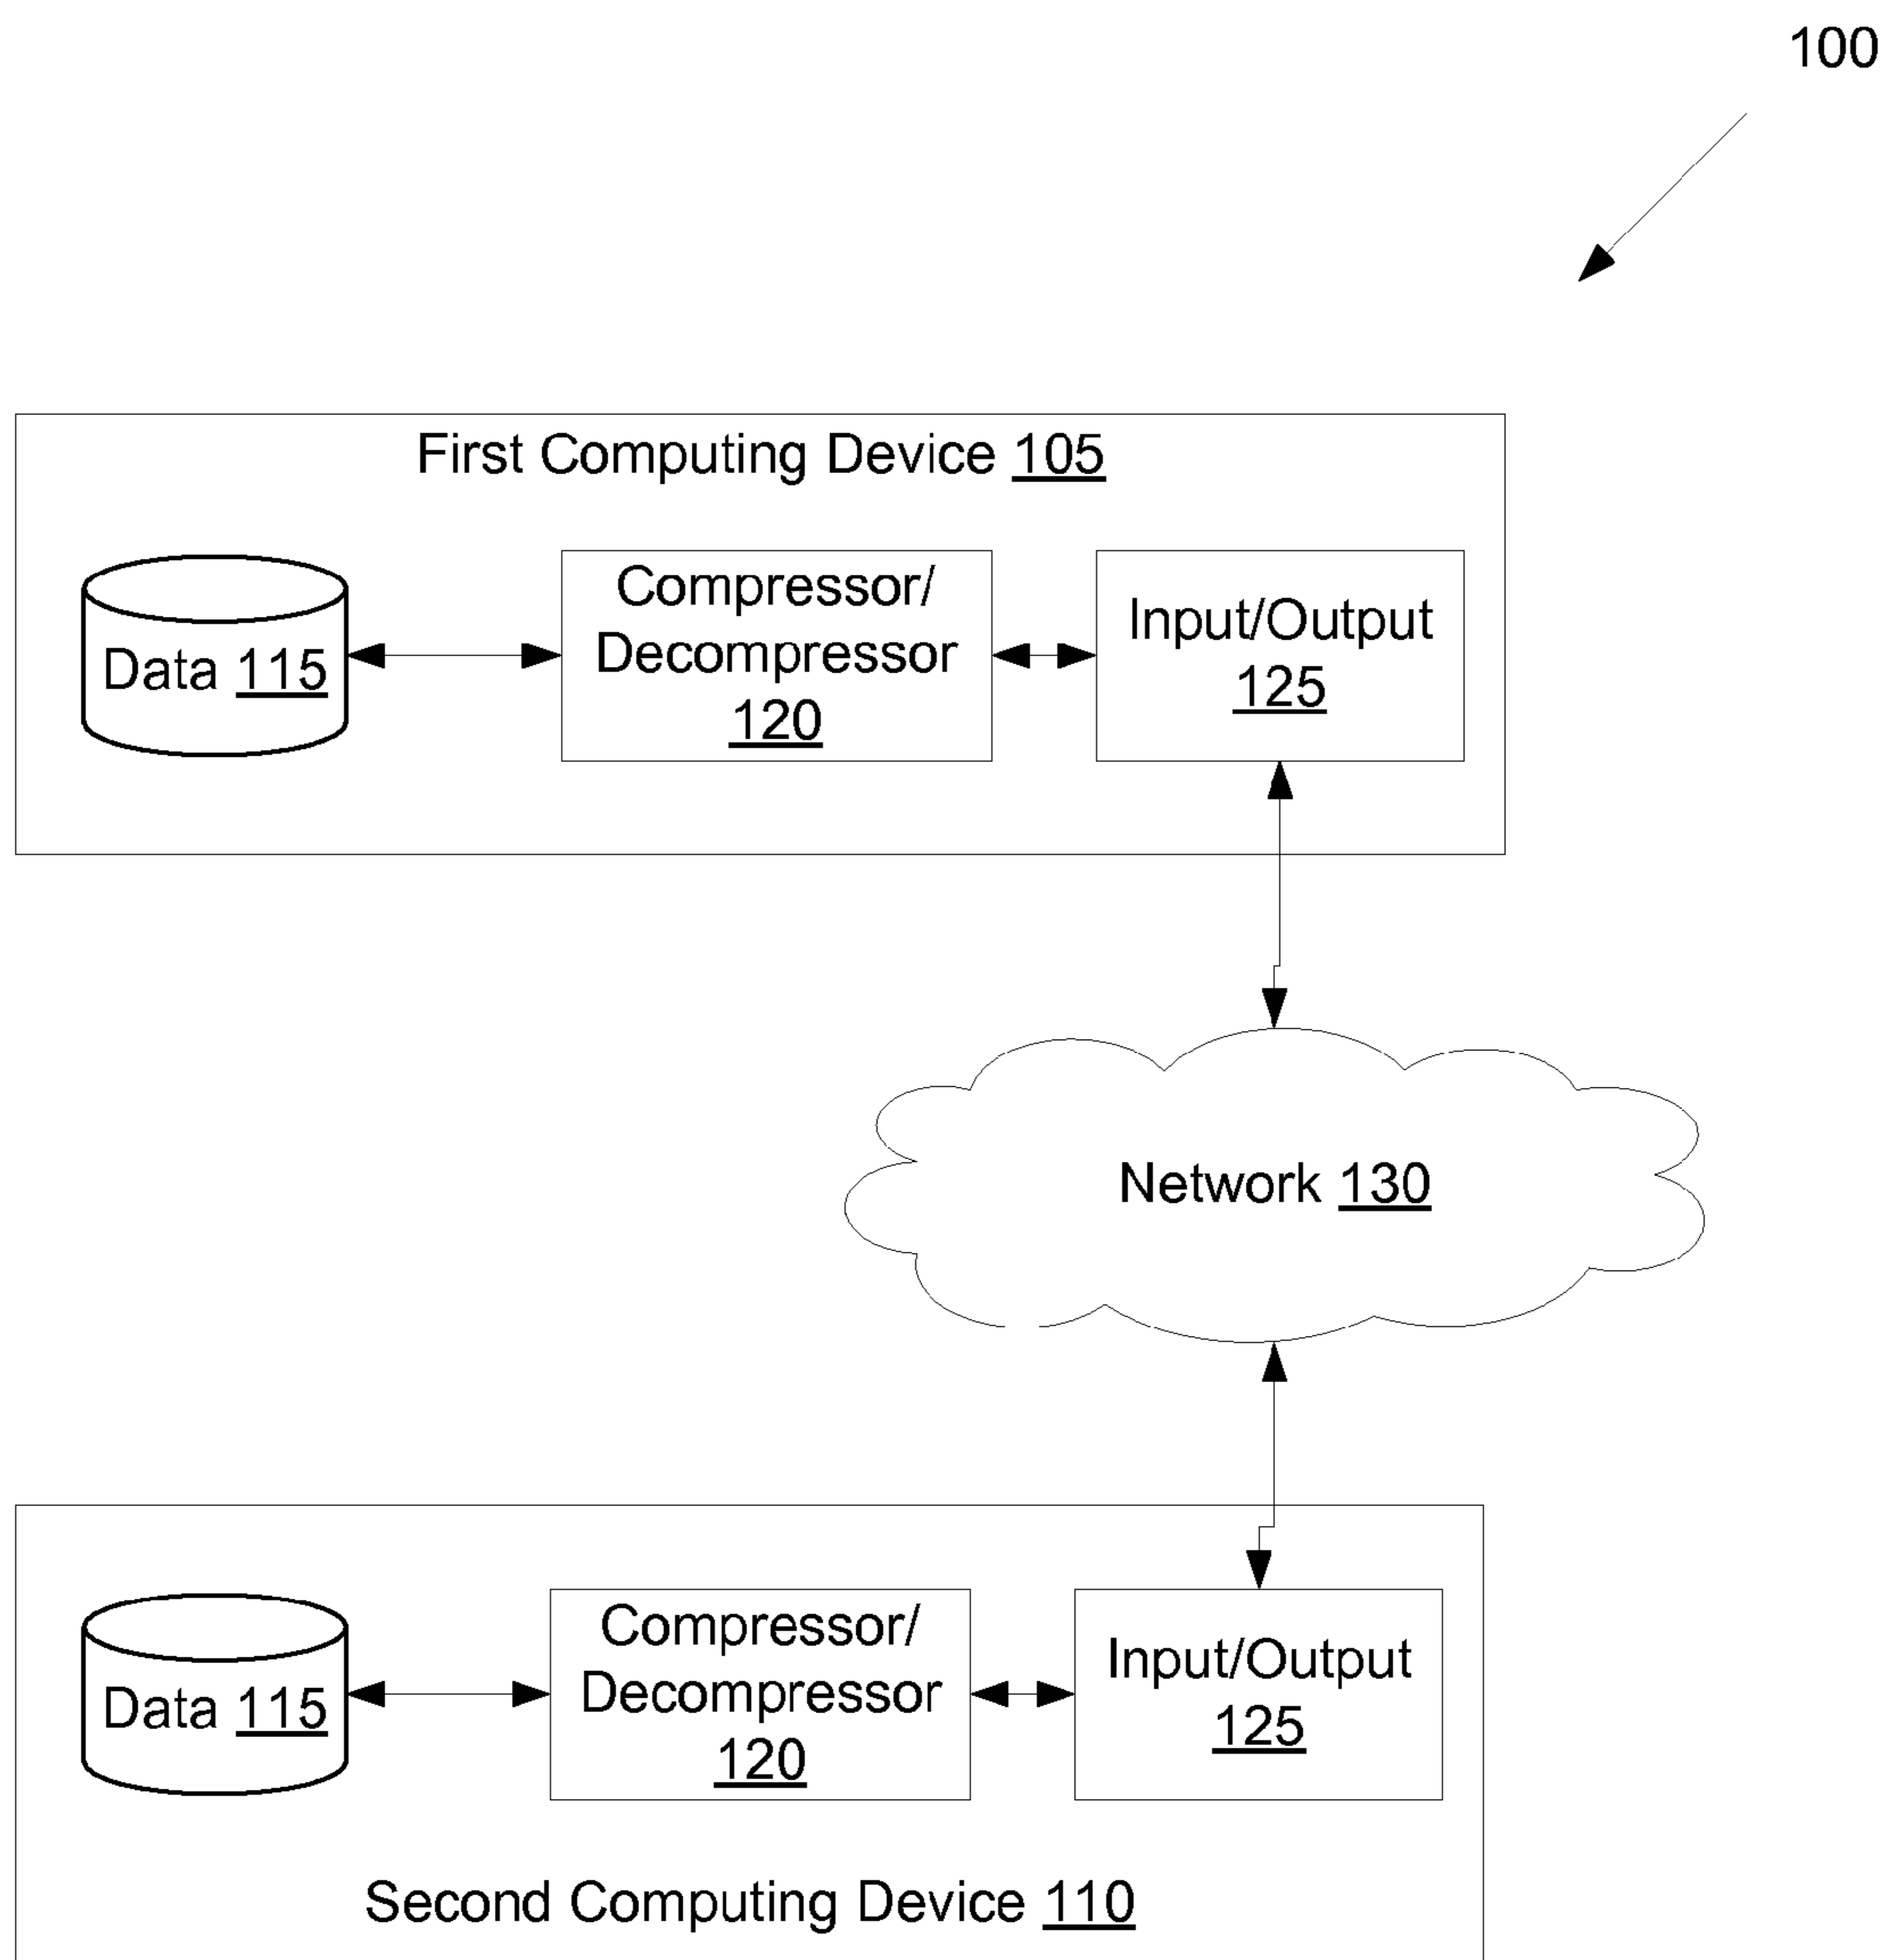 100
First Computing Device 105
Data 115
Compressor/
Decompressor
120
Input/Output
125
Network 130
Data 115
Compressor/
Decompressor
120
Input/Output
125
Second Computing Device 110